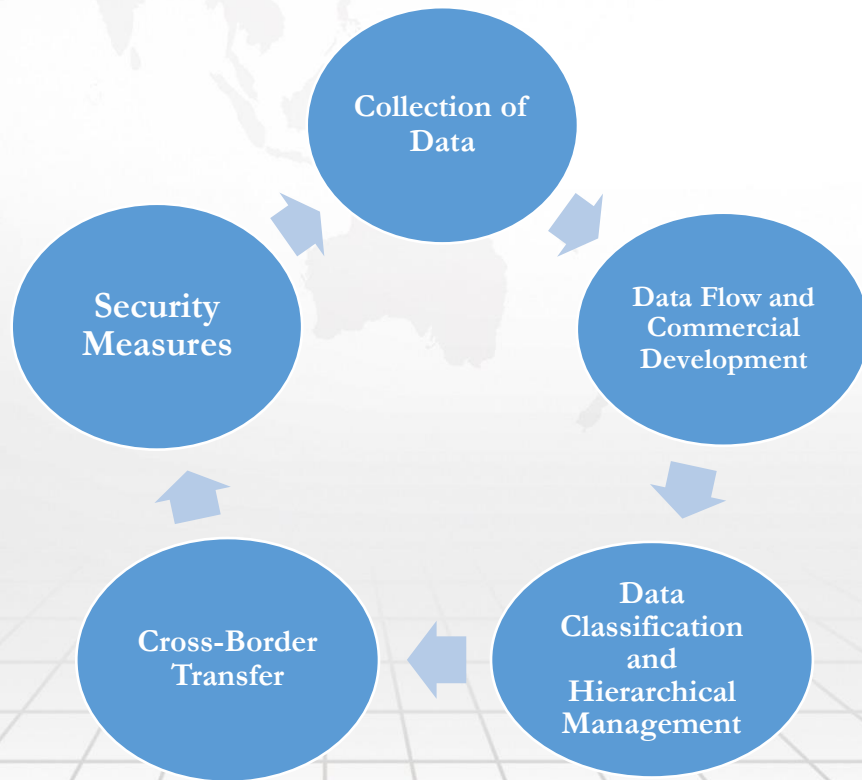 Collection of
Data
Data Flow and
Commercial
Development
Data
Classification
and
Hierarchical
Management
Cross-Border
Transfer
Security
Measures